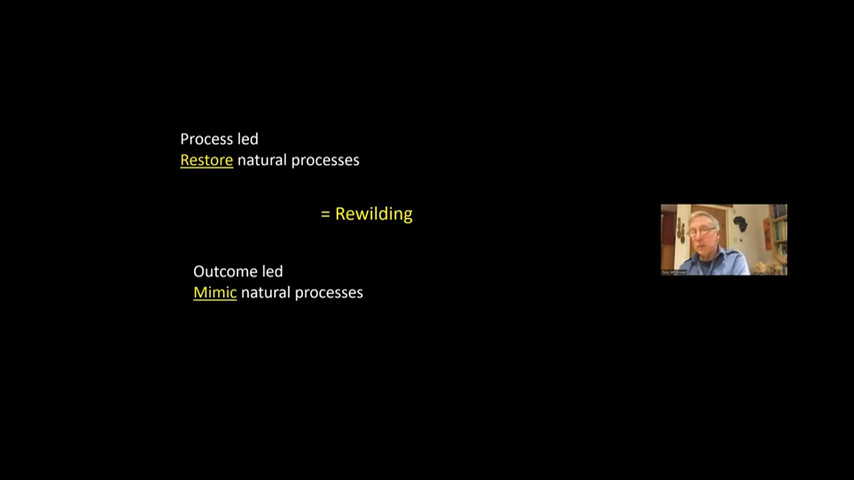 Process led
Restore natural processes
= Rewilding
Outcome led
Mimic natural processes